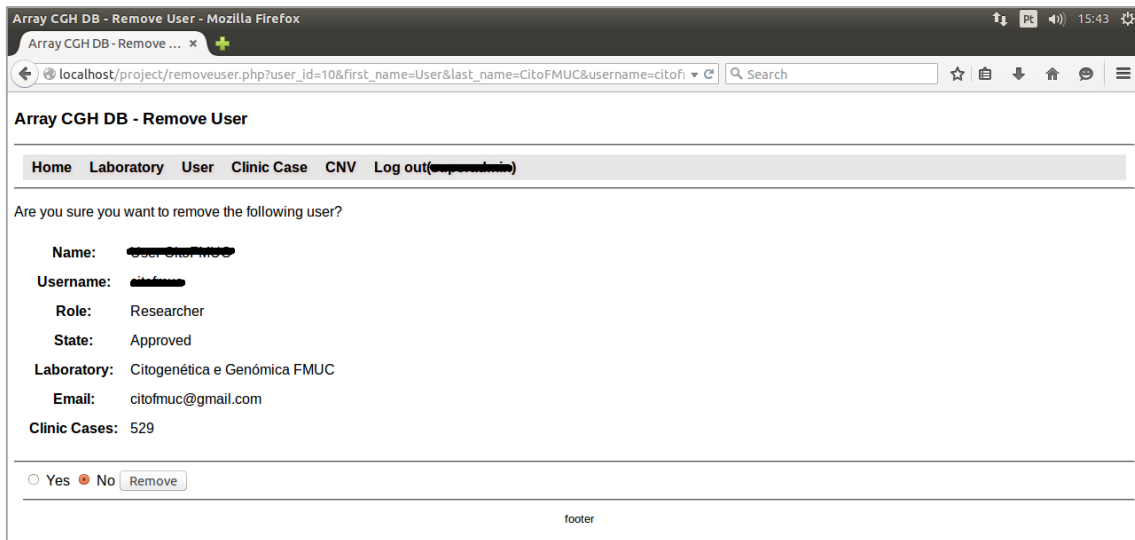 Array CGH DB - Remove User - Mozilla Firefox
Pt 15:43
Array CGH DB - Remove ... ×
localhost/project/removeuser.php?user_id=10&first_name=User&last_name=CitoFMUC&username=citof
Search
Array CGH DB - Remove User
Home Laboratory User Clinic Case CNV Log out( )
Are you sure you want to remove the following user?
Name:
Username:
Role: Researcher
State: Approved
Laboratory: Citogenética e Genómica FMUC
Email: citofmuc@gmail.com
Clinic Cases: 529
Yes No Remove
footer